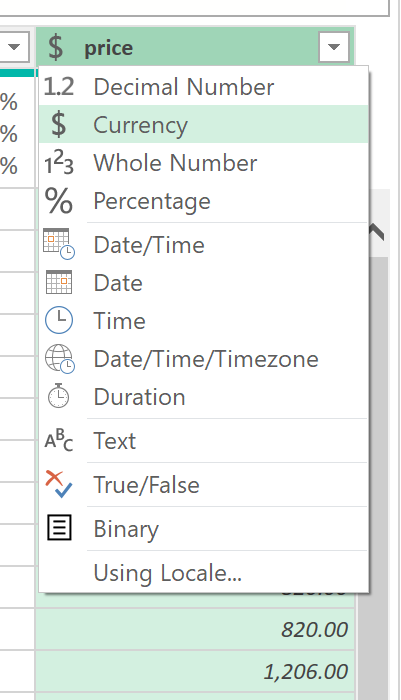 $ price
%
%
%
1.2 Decimal Number
$ Currency
1²3 Whole Number
% Percentage
Date/Time
Date
Time
Date/Time/Timezone
Duration
ABC Text
True/False
Binary
Using Locale...
820.00
1,206.00